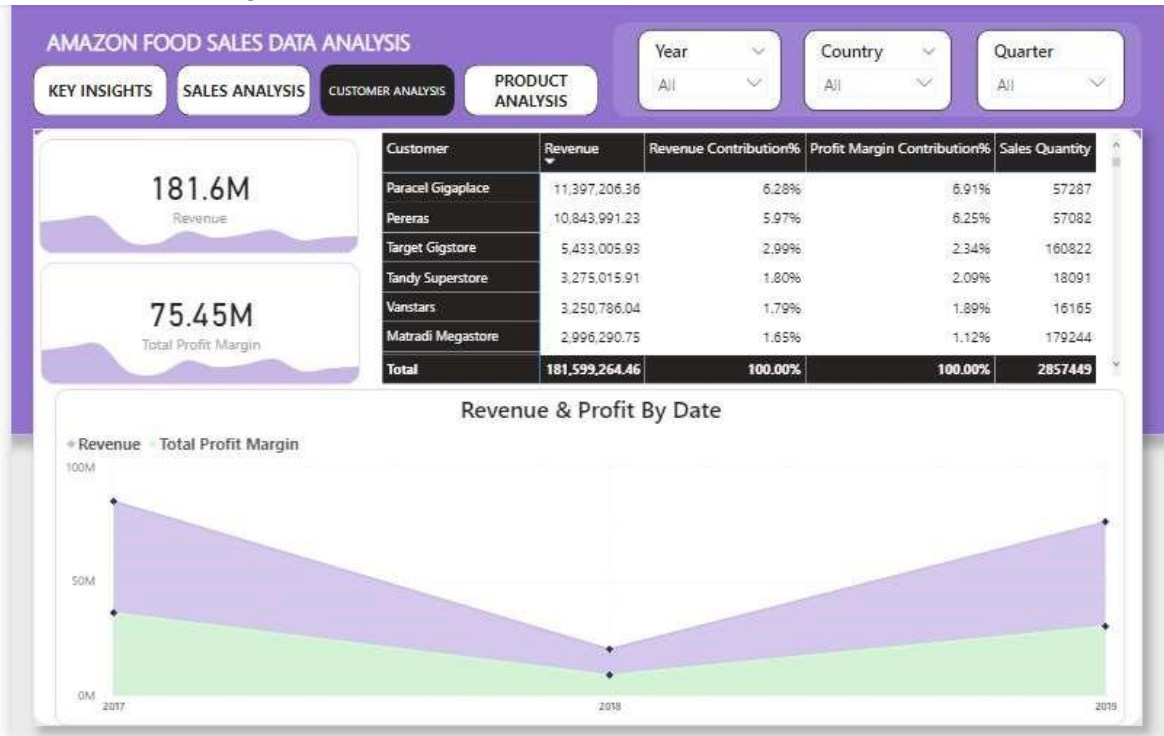 AMAZON FOOD SALES DATA ANALYSIS
KEY INSIGHTS
SALES ANALYSIS
CUSTOMER ANALYSIS
PRODUCT
ANALYSIS
Year
All
Country
All
Quarter
All
181.6M
Revenue
75.45M
Total Profit Margin
Customer Revenue Revenue Contribution% Profit Margin Contribution% Sales Quantity
Paracel Gigaplace 11,397,206.36 6.28% 6.91% 57287
Pereras 10,843,991.23 5.97% 6.25% 57082
Target Gigstore 5,433,005.93 2.99% 2.34% 160822
Tandy Superstore 3,275,015.91 1.80% 2.09% 18091
Vanstars 3,250,786.04 1.79% 1.89% 16165
Matradi Megastore 2,996,290.75 1.65% 1.12% 179244
Total 181,599,264.46 100.00% 100.00% 2857449
Revenue & Profit By Date
Revenue Total Profit Margin
100M
50M
0M
2017 2018 2019